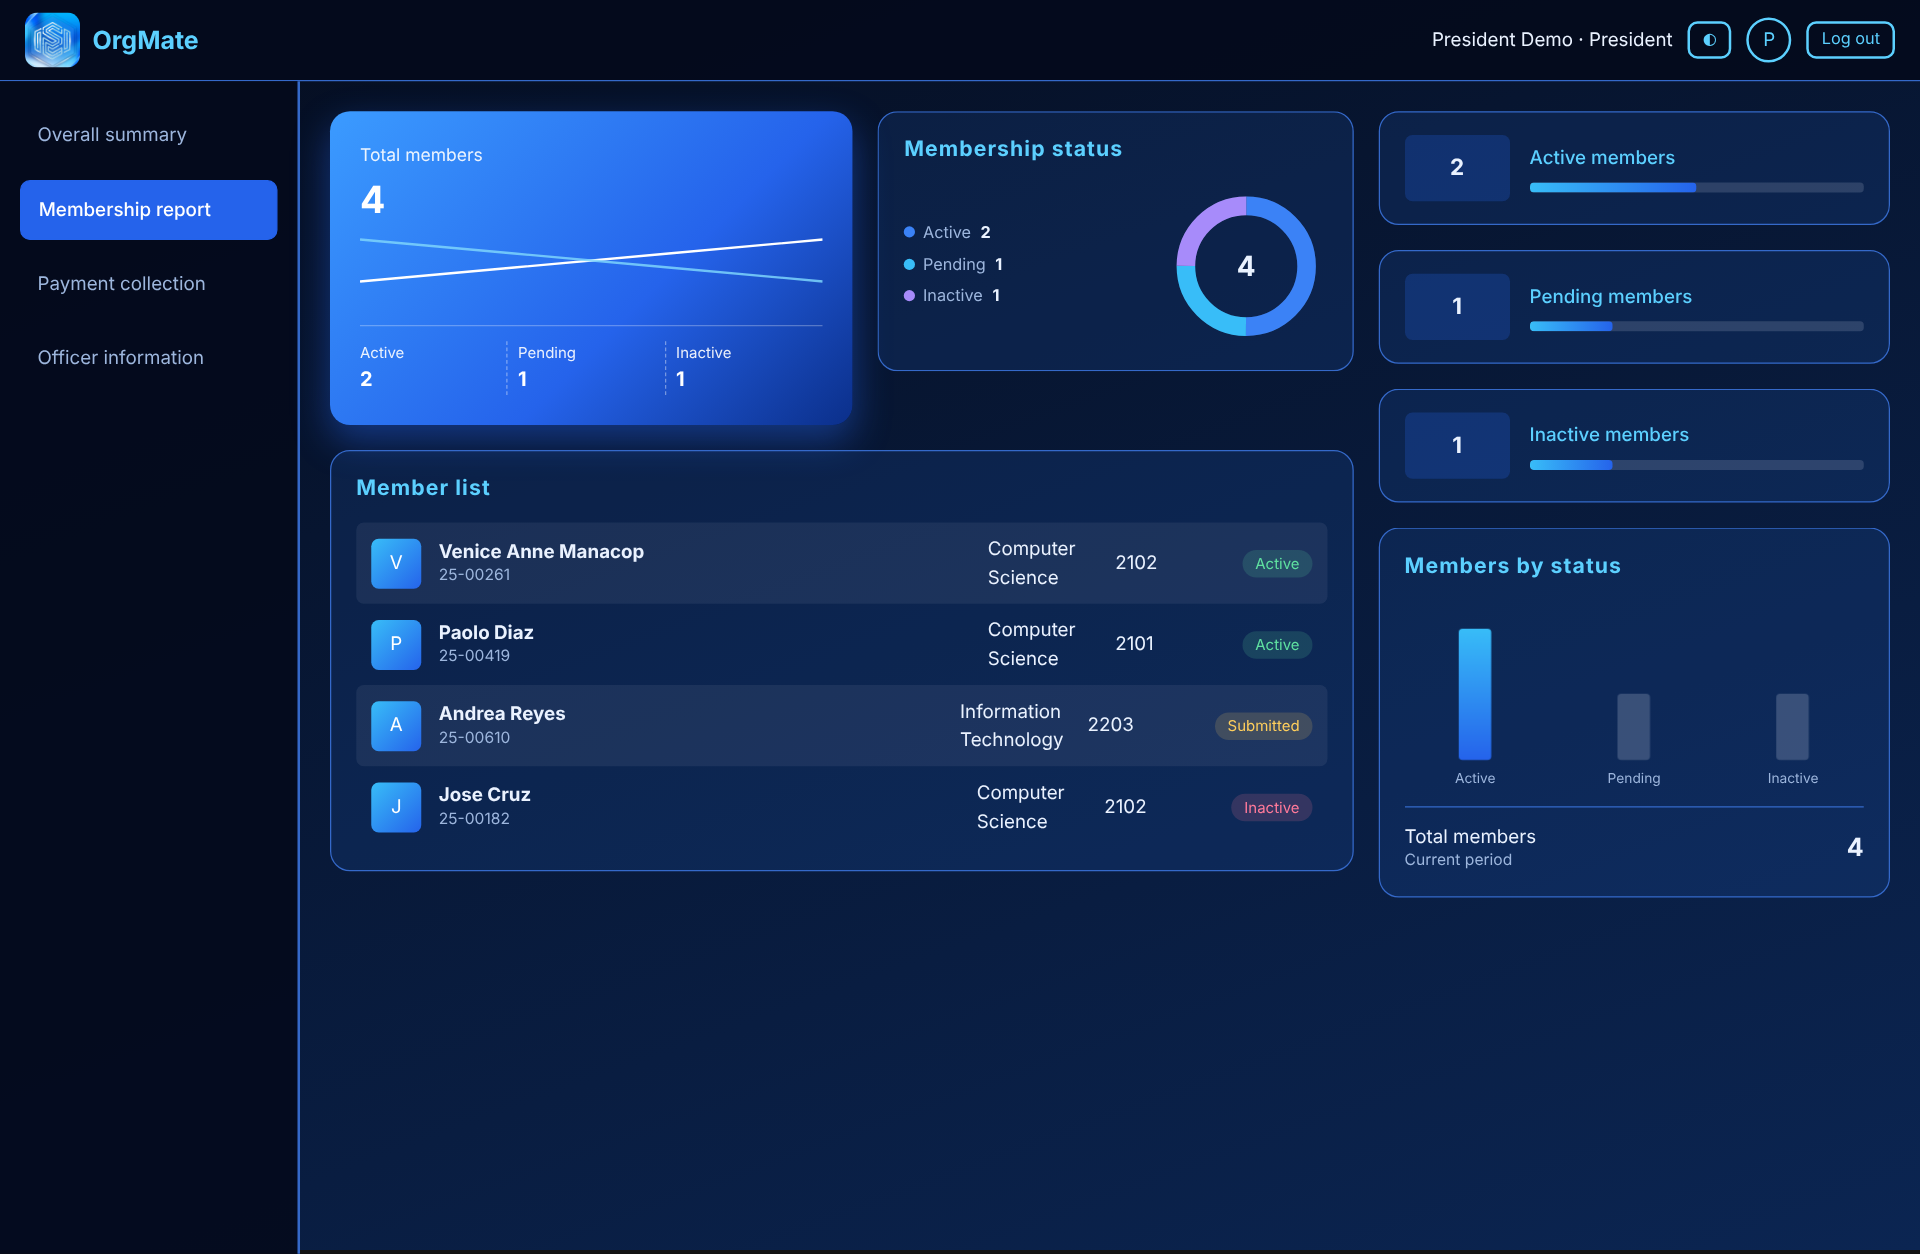 OrgMate
President Demo · President
P
Log out
Overall summary
Membership report
Payment collection
Officer information
Total members
4
Active
2
Pending
1
Inactive
1
Membership status
Active 2
Pending 1
Inactive 1
4
2
Active members
1
Pending members
1
Inactive members
Member list
V
Venice Anne Manacop
25-00261
Computer
Science
2102
Active
P
Paolo Diaz
25-00419
Computer
Science
2101
Active
A
Andrea Reyes
25-00610
Information
Technology
2203
Submitted
J
Jose Cruz
25-00182
Computer
Science
2102
Inactive
Members by status
Active
Pending
Inactive
Total members
Current period
4